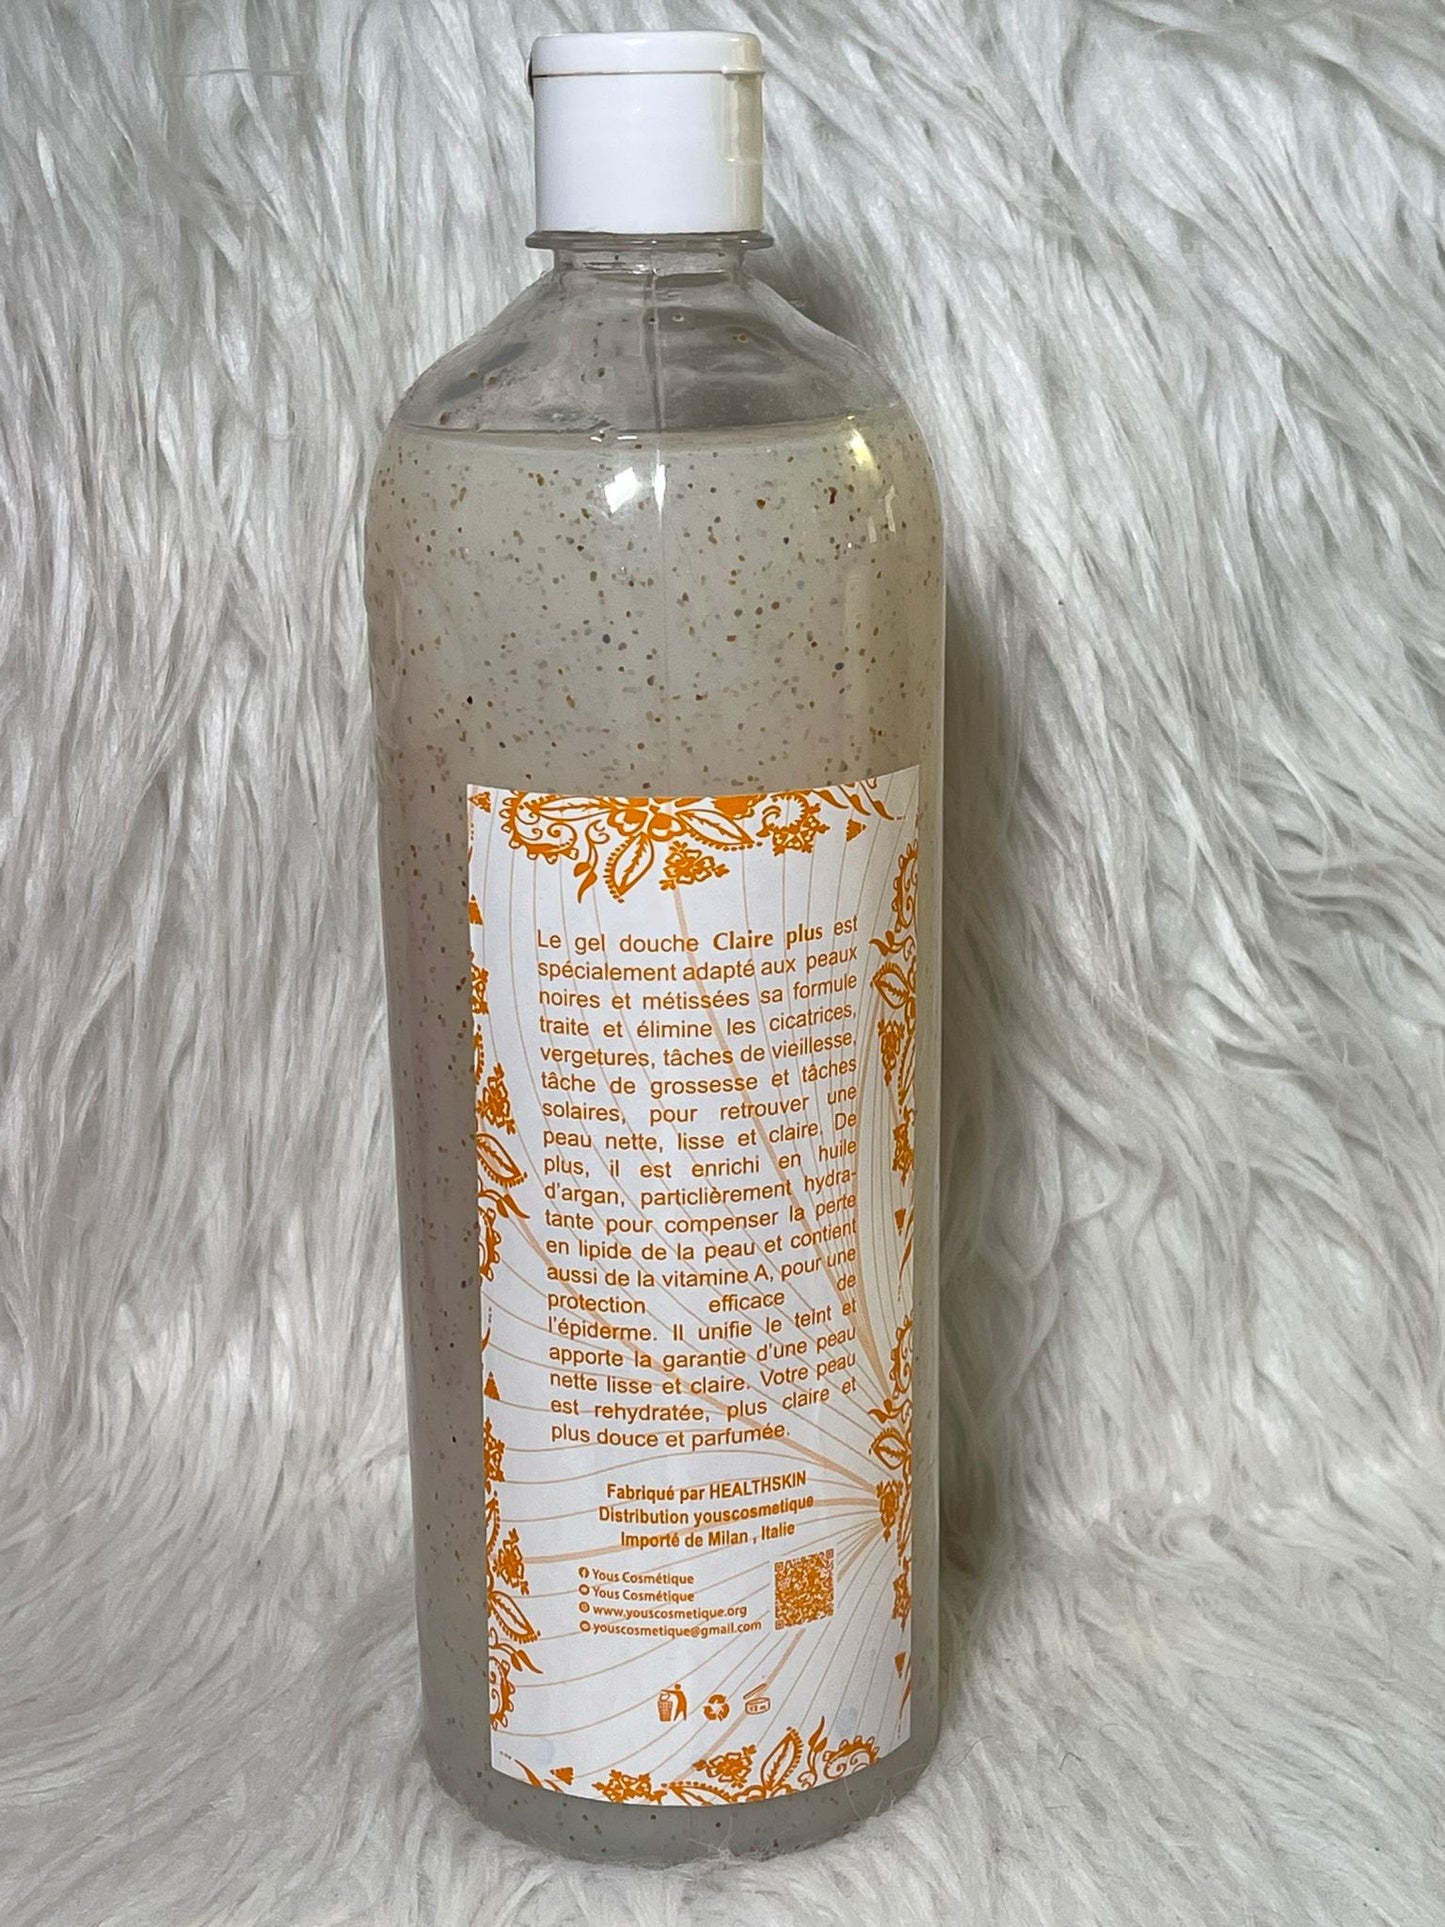 Le gel douche Claire plus est
spécialement adapté aux peaux
noires et métissées sa formule
traite et élimine les cicatrices,
vergetures, tâches de vieillesse,
tâche de grossesse et tâches
solaires, pour retrouver une
peau nette, lisse et claire. De
plus, il est enrichi en huile
d'argan, particlièrement hydra-
tante pour compenser la perte
en lipide de la peau et contient
aussi de la vitamine A, pour une
protection efficace de
l'épiderme. Il unifie le teint et
apporte la garantie d'une peau
nette lisse et claire. Votre peau
est rehydratée, plus claire et
plus douce et parfumée.
Fabriqué par HEALTHSKIN
Distribution youscosmetique
Importé de Milan , Italie
Yous Cosmétique
Yous Cosmétique
www.youscosmetique.org
youscosmetique@gmail.com